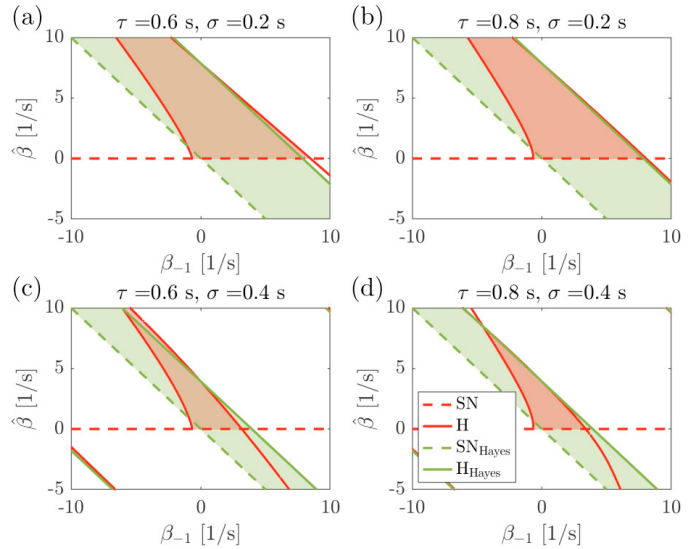 (a) τ =0.6 s, σ =0.2 s
10
5
0
-5
β̂ [1/s]
-10 0 10
β₋₁ [1/s]
(b) τ =0.8 s, σ =0.2 s
10
5
0
-5
β̂ [1/s]
-10 0 10
β₋₁ [1/s]
(c) τ =0.6 s, σ =0.4 s
10
5
0
-5
β̂ [1/s]
-10 0 10
β₋₁ [1/s]
(d) τ =0.8 s, σ =0.4 s
10
5
0
-5
β̂ [1/s]
SN
H
SN_Hayes
H_Hayes
-10 0 10
β₋₁ [1/s]